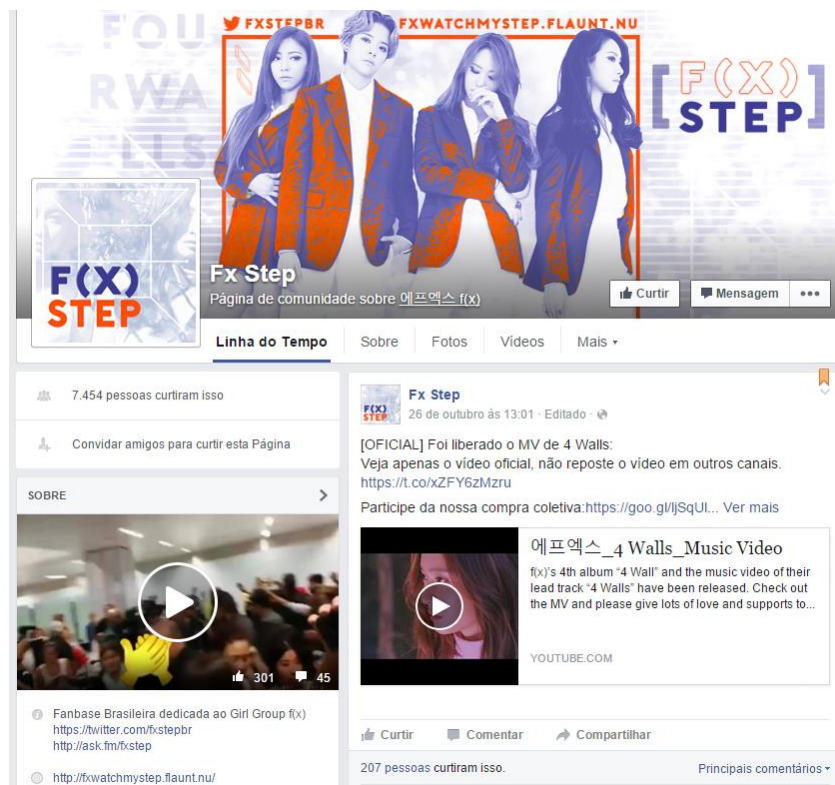 FOU
RWA
LLS
FXSTEPBR
FXWATCHMYSTEP.FLAUNT.NU
[F(X)
STEP]
F(X)
STEP
Fx Step
Página de comunidade sobre 에프엑스 f(x)
Curtir
Mensagem
Linha do Tempo
Sobre
Fotos
Vídeos
Mais
7.454 pessoas curtiram isso
Convidar amigos para curtir esta Página
SOBRE
301
45
Fanbase Brasileira dedicada ao Girl Group f(x)
https://twitter.com/fxstepbr
http://ask.fm/fxstep
http://fxwatchmystep.flaunt.nu/
F(X)
STEP
Fx Step
26 de outubro às 13:01 · Editado ·
[OFICIAL] Foi liberado o MV de 4 Walls:
Veja apenas o vídeo oficial, não reposte o vídeo em outros canais.
https://t.co/xZFY6zMzru
Participe da nossa compra coletiva:https://goo.gl/ljSqUl... Ver mais
에프엑스_4 Walls_Music Video
f(x)'s 4th album “4 Wall” and the music video of their
lead track “4 Walls” have been released. Check out
the MV and please give lots of love and supports to...
YOUTUBE.COM
Curtir
Comentar
Compartilhar
207 pessoas curtiram isso.
Principais comentários